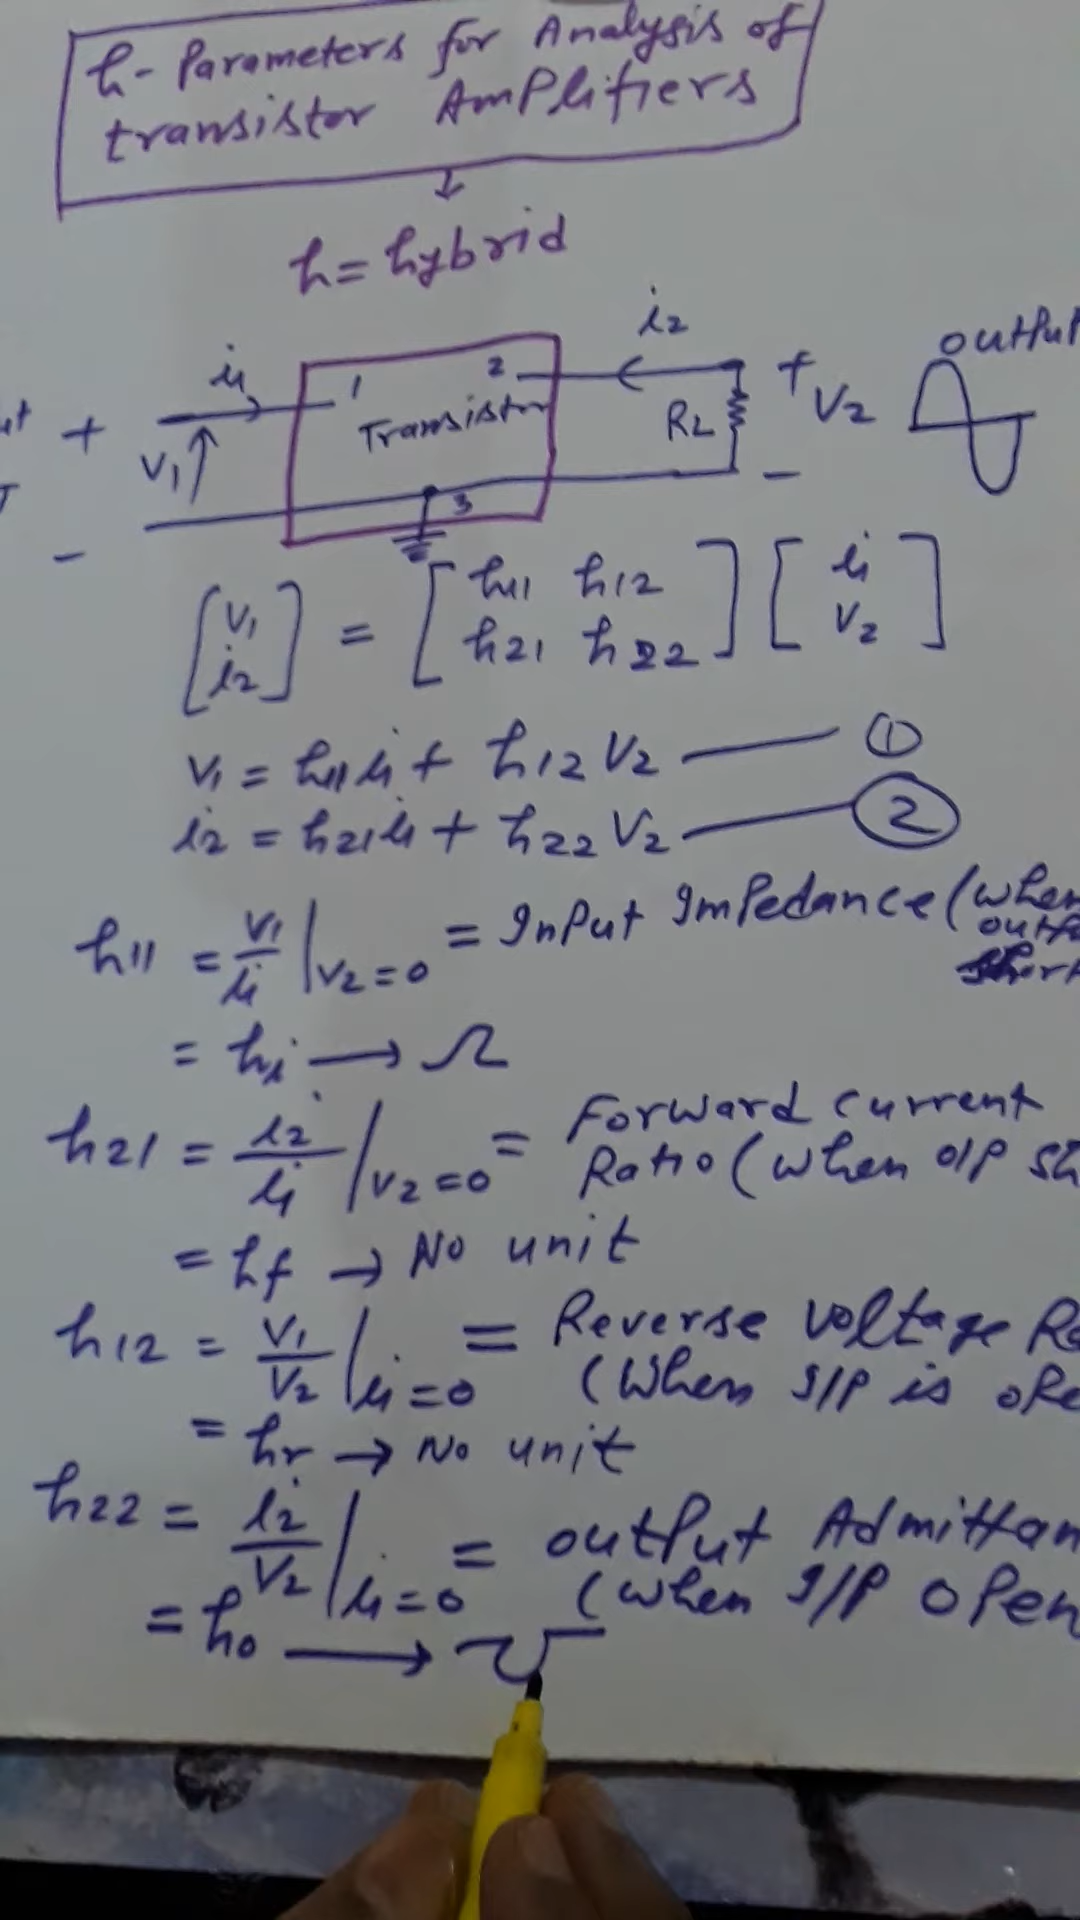 h-Parameters for Analysis of
transistor Amplifiers
h = hybrid
i1 i2 output
+ 1 2 + V2
Transistor RL
V1
- 3 -
[V1 i2] = [h11 h12 h21 h22] [i1 V2]
V1 = h11 i1 + h12 V2 — 1
i2 = h21 i1 + h22 V2 — 2
h11 = V1/i1 | V2=0 = Input Impedance (when
= hi → Ω
h21 = i2/i1 | V2=0 = Forward current
Ratio (when o/p
= hf → No unit
h12 = V1/V2 | i1=0 = Reverse voltage
(When I/P is
= hr → No unit
h22 = i2/V2 | i1=0 = output Admittan
(when I/P open
= ho → ℧